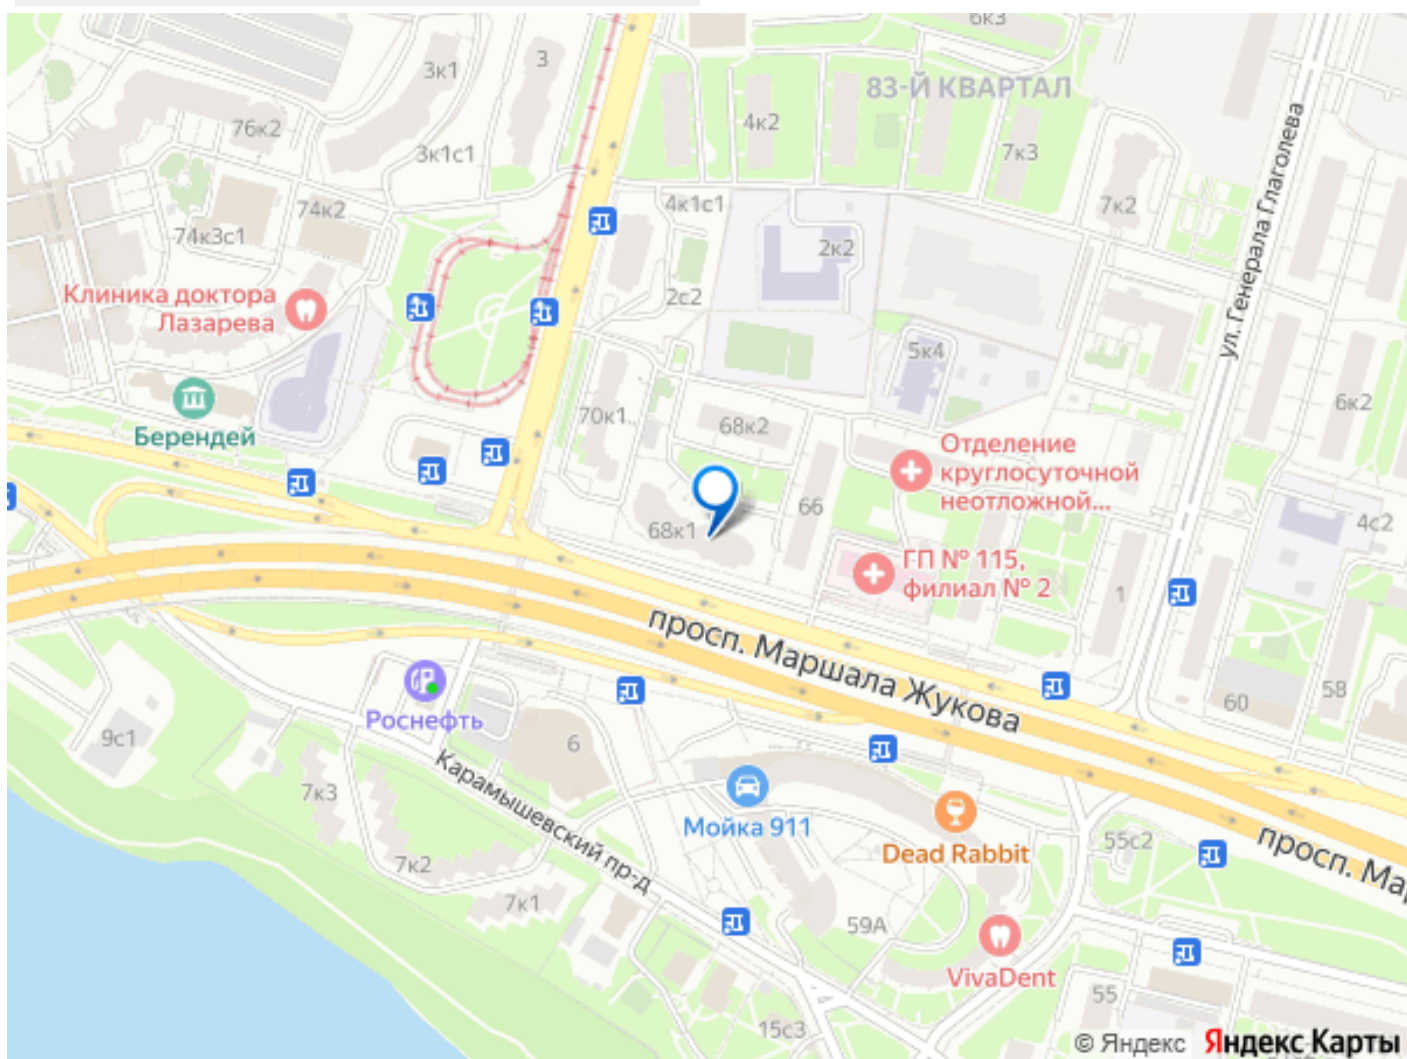 6к3
3
3к1
83-Й КВАРТАЛ
76к2
4к2
3к1с1
7к3
ул. Генерала Глаголева
74к2
4к1с1
7к2
74к3с1
2к2
Клиника доктора
Лазарева
2с2
5к4
Берендей
70к1
68к2
6к2
Отделение
круглосуточной
неотложной...
68к1
66
4с2
ГП № 115,
филиал № 2
1
просп. Маршала Жукова
Роснефть
60
58
9с1
6
7к3
Карамышевский пр-д
Мойка 911
Dead Rabbit
55с2
просп. Ма
7к2
7к1
59А
VivaDent
55
15с3
© Яндекс Яндекс Карты